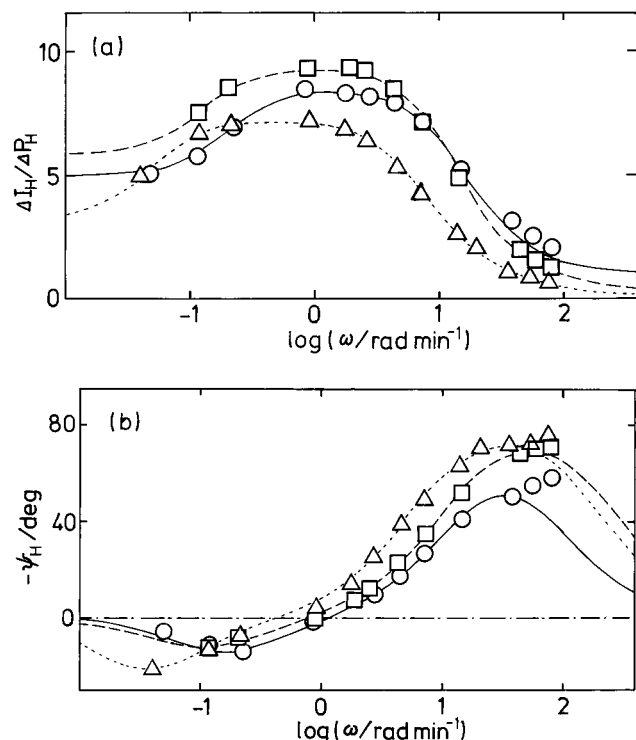 (a)
10
5
0
ΔI_H/ΔP_H
-1 0 1 2
log(ω/rad min⁻¹)
(b)
80
40
0
-ψ_H/deg
-1 0 1 2
log(ω/rad min⁻¹)